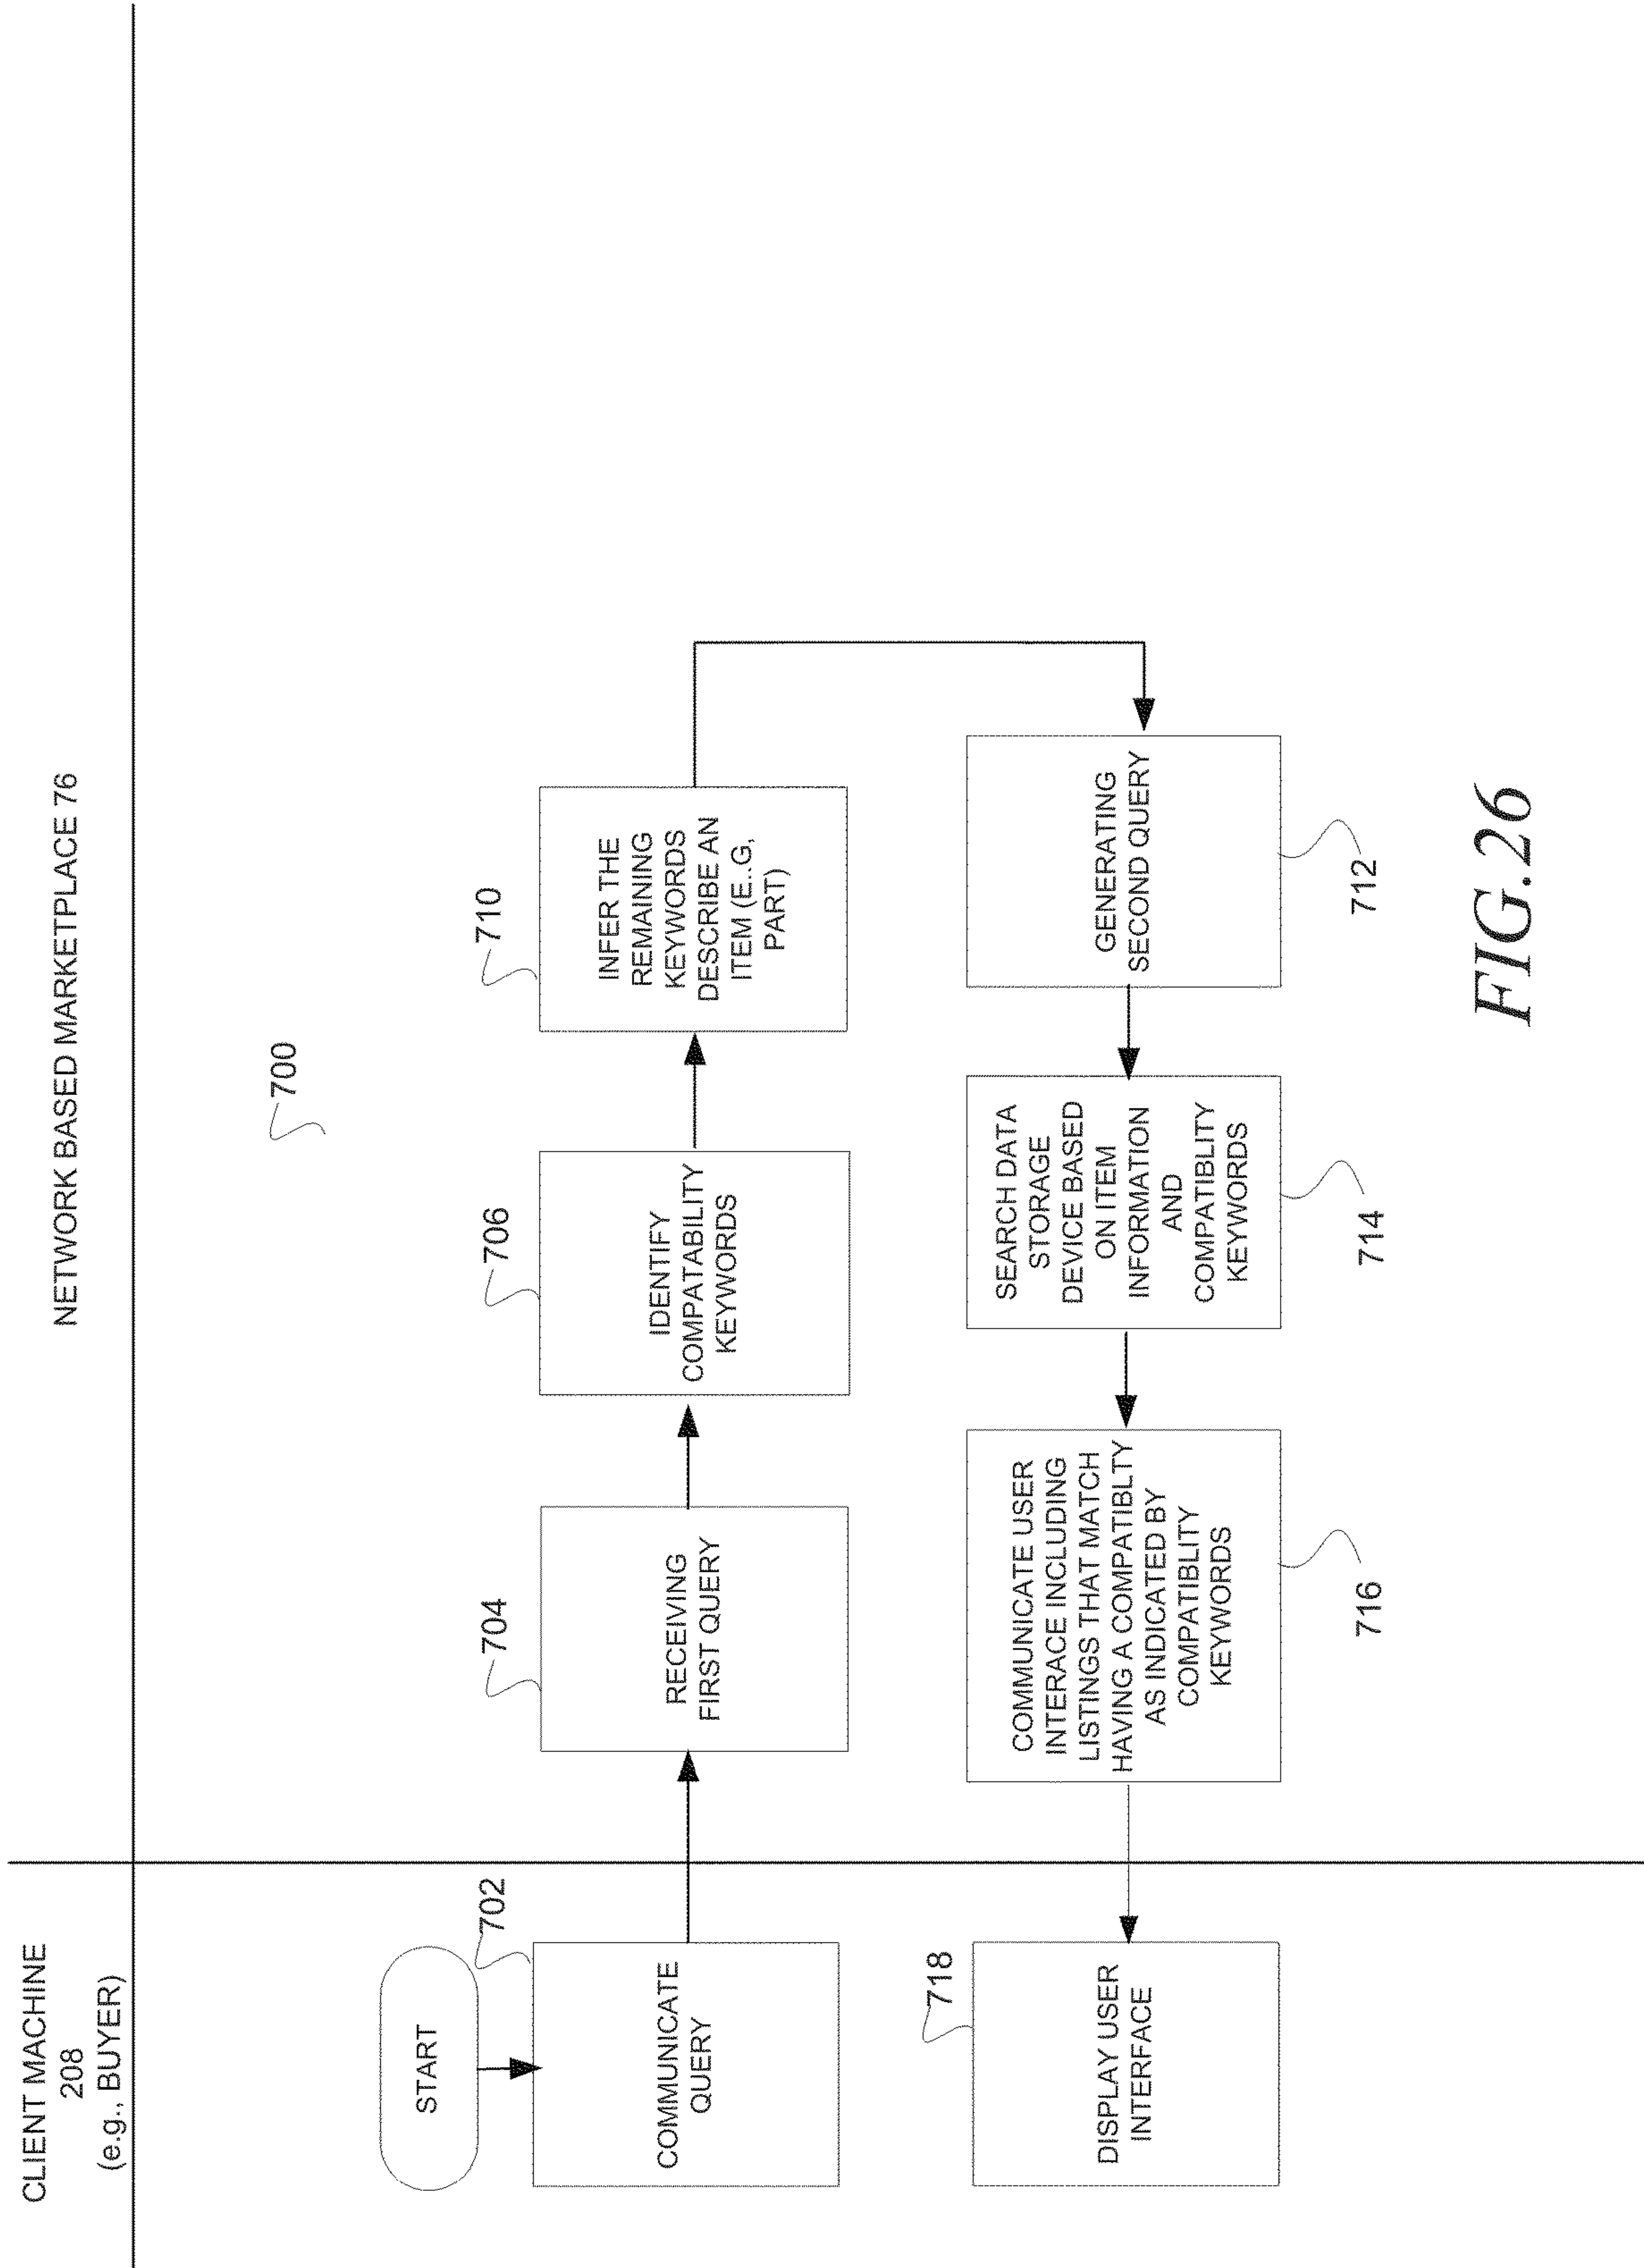 CLIENT MACHINE
208
(e.g., BUYER)
NETWORK BASED MARKETPLACE 76
700
START
702
COMMUNICATE
QUERY
704
RECEIVING
FIRST QUERY
706
IDENTIFY
COMPATABILITY
KEYWORDS
710
INFER THE
REMAINING
KEYWORDS
DESCRIBE AN
ITEM (E..G,
PART)
718
DISPLAY USER
INTERFACE
COMMUNICATE USER
INTERACE INCLUDING
LISTINGS THAT MATCH
HAVING A COMPATIBLTY
AS INDICATED BY
COMPATIBLITY
KEYWORDS
716
SEARCH DATA
STORAGE
DEVICE BASED
ON ITEM
INFORMATION
AND
COMPATIBLITY
KEYWORDS
714
GENERATING
SECOND QUERY
712
FIG.26